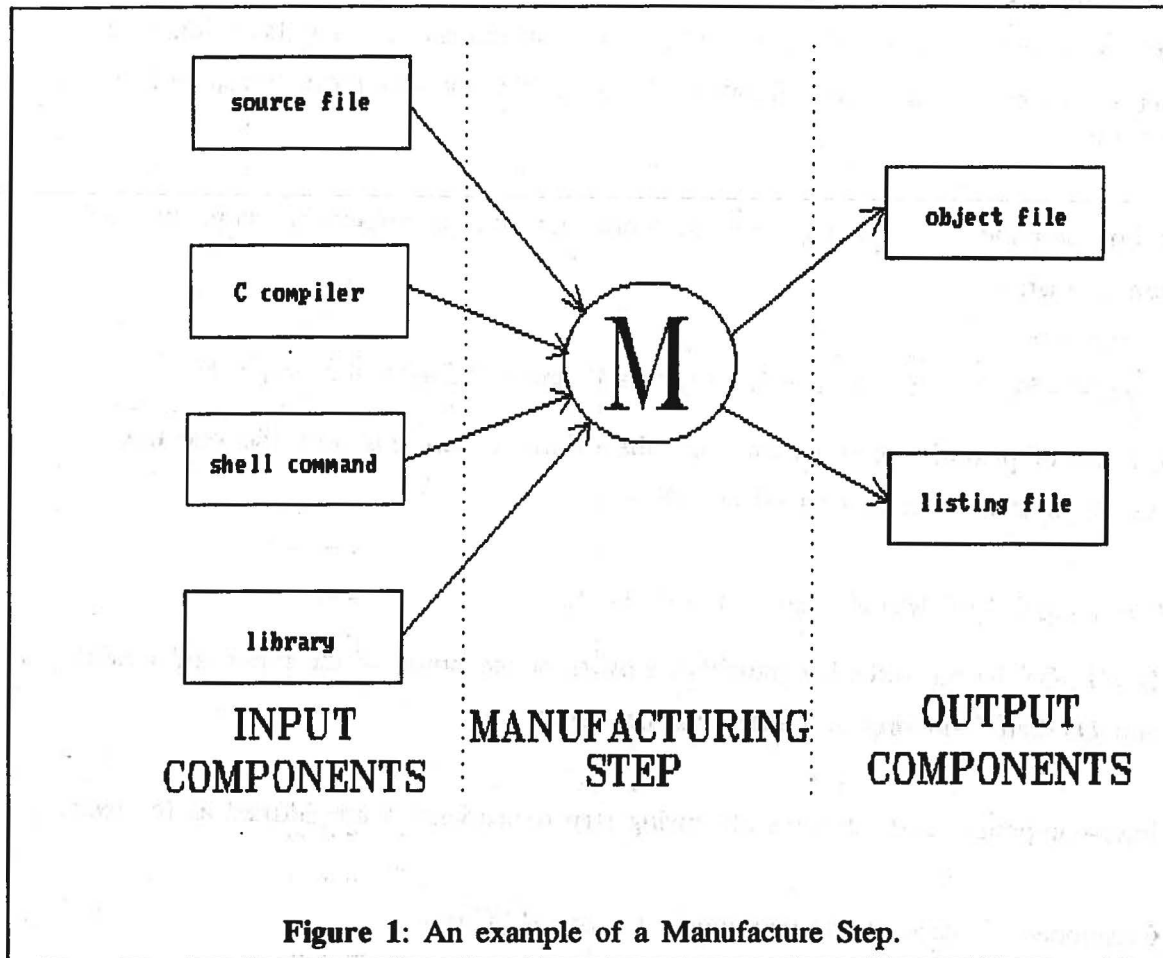 source file
C compiler
shell command
library
M
object file
listing file
INPUT
COMPONENTS
MANUFACTURING
STEP
OUTPUT
COMPONENTS
Figure 1: An example of a Manufacture Step.